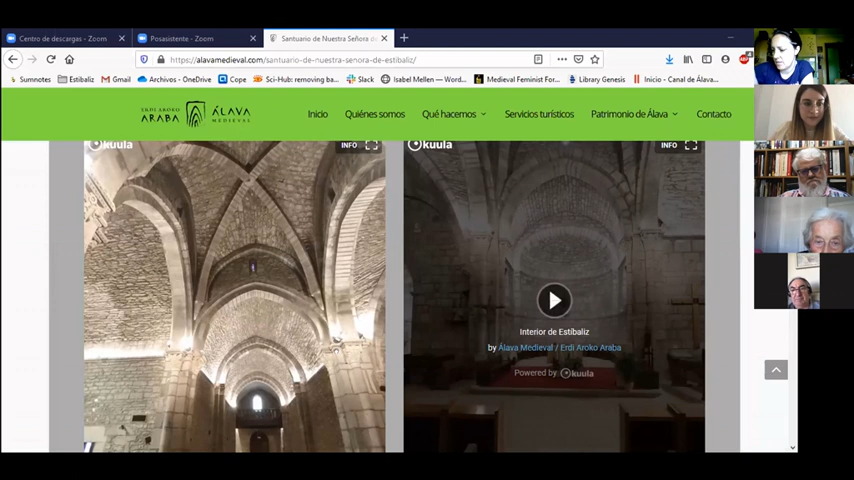 Centro de descargas - Zoom
Posasistente - Zoom
Santuario de Nuestra Señora de
https://alavamedieval.com/santuario-de-nuestra-senora-de-estibaliz/
Sumnotes Estibaliz Gmail Archivos - OneDrive Cope Sci-Hub: removing ba... Slack Isabel Mellen — Word... Medieval Feminist For... Library Genesis Inicio - Canal de Álava...
ERDI AROKO ARABA
ÁLAVA MEDIEVAL
Inicio Quiénes somos Qué hacemos Servicios turísticos Patrimonio de Álava Contacto
kuula INFO
kuula INFO
Interior de Estíbaliz
by Álava Medieval / Erdi Aroko Araba
Powered by kuula